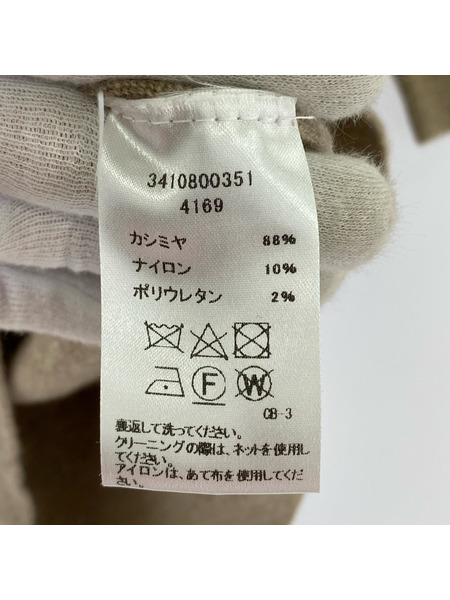 3410800351
4169
カシミヤ 88%
ナイロン 10%
ポリウレタン 2%
F W
CB-3
裏返して洗ってください。
クリーニングの際は、ネットを使用し
てください。
アイロンは、あて布を使用してくだ
さい。